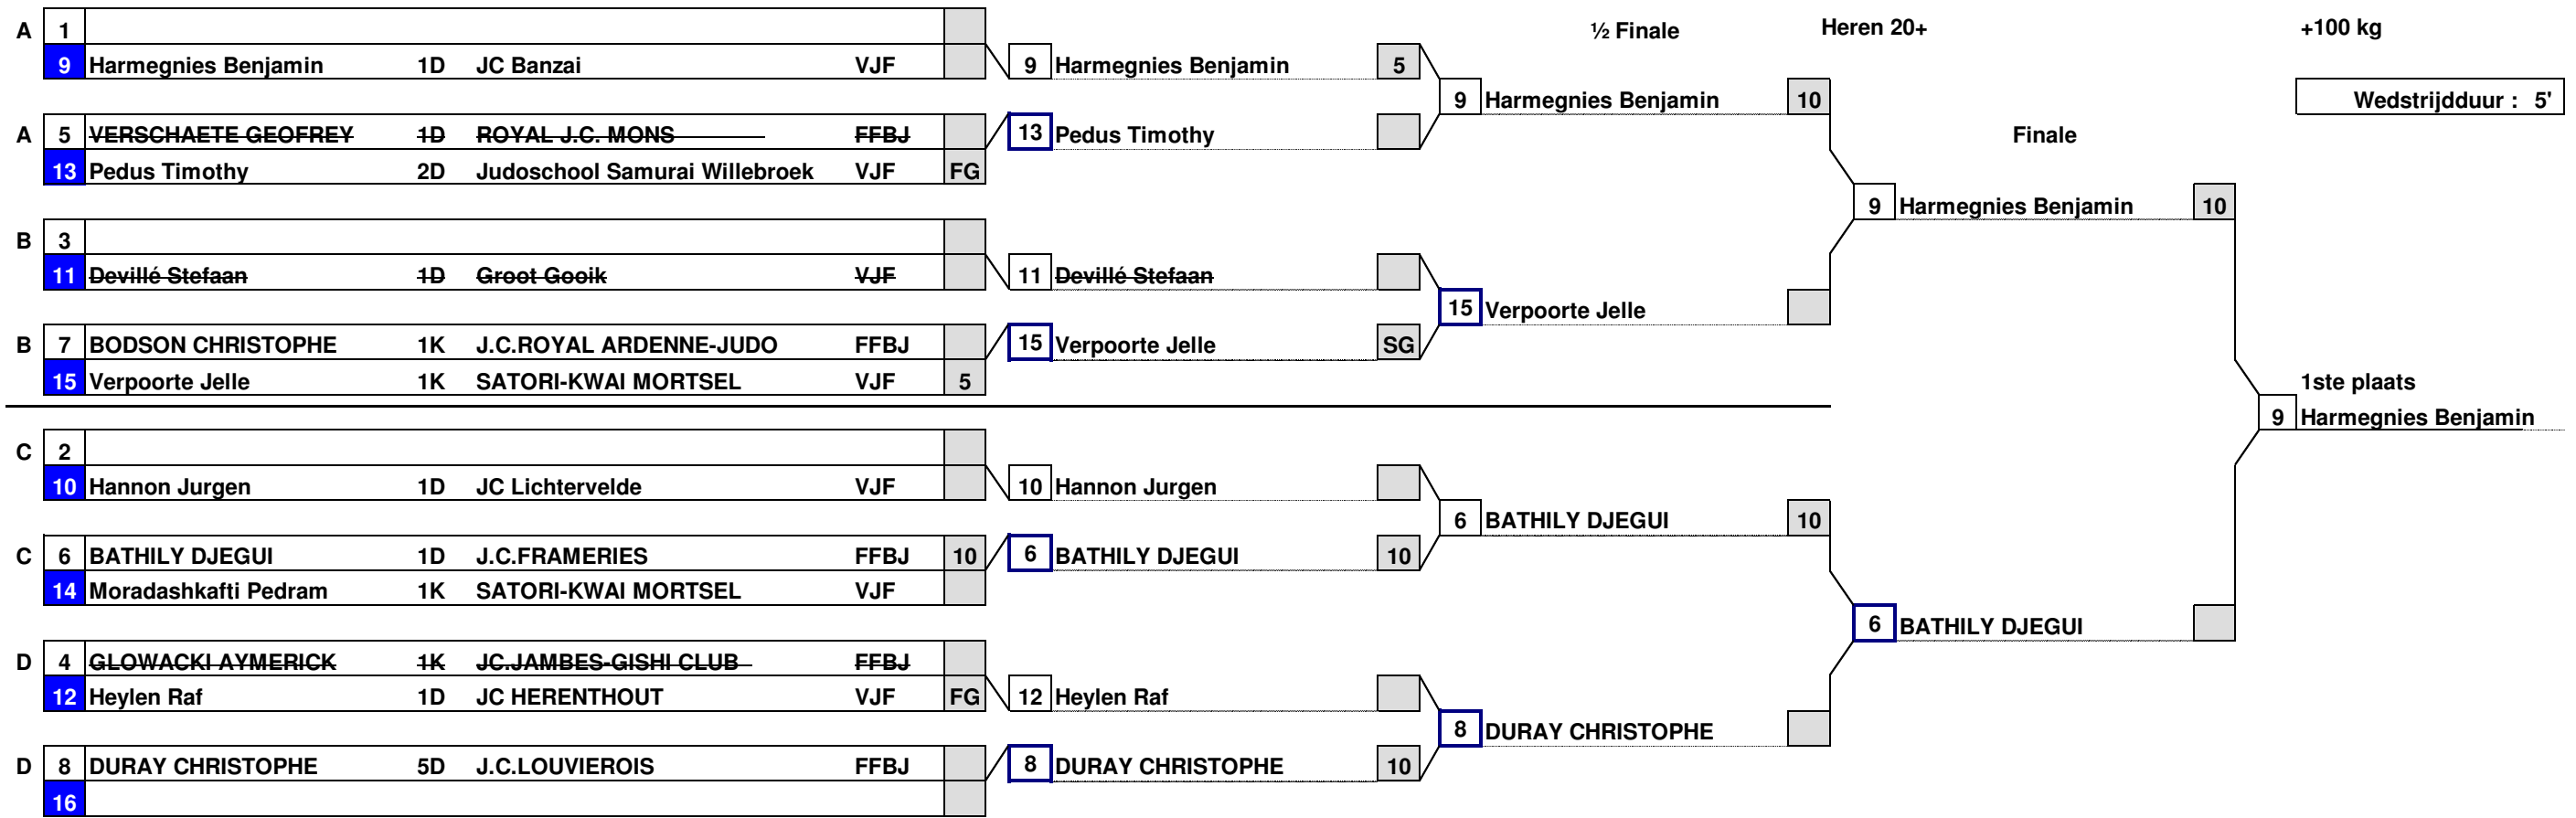 ½ Finale Heren 20+ +100 kg
A 1
9 Harmegnies Benjamin 1D JC Banzai VJF
9 Harmegnies Benjamin 5
9 Harmegnies Benjamin 10
Wedstrijdduur : 5'
A 5 VERSCHAETE GEOFREY 1D ROYAL J.C. MONS FFBJ
13 Pedus Timothy
Finale
13 Pedus Timothy 2D Judoschool Samurai Willebroek VJF FG
9 Harmegnies Benjamin 10
B 3
11 Devillé Stefaan 1D Groot Gooik VJF
11 Devillé Stefaan
15 Verpoorte Jelle
B 7 BODSON CHRISTOPHE 1K J.C.ROYAL ARDENNE-JUDO FFBJ
15 Verpoorte Jelle SG
15 Verpoorte Jelle 1K SATORI-KWAI MORTSEL VJF 5
1ste plaats
9 Harmegnies Benjamin
C 2
10 Hannon Jurgen 1D JC Lichtervelde VJF
10 Hannon Jurgen
6 BATHILY DJEGUI 10
C 6 BATHILY DJEGUI 1D J.C.FRAMERIES FFBJ 10
6 BATHILY DJEGUI 10
14 Moradashkafti Pedram 1K SATORI-KWAI MORTSEL VJF
6 BATHILY DJEGUI
D 4 GLOWACKI AYMERICK 1K JC.JAMBES-GISHI CLUB FFBJ
12 Heylen Raf 1D JC HERENTHOUT VJF FG
12 Heylen Raf
8 DURAY CHRISTOPHE
D 8 DURAY CHRISTOPHE 5D J.C.LOUVIEROIS FFBJ
8 DURAY CHRISTOPHE 10
16